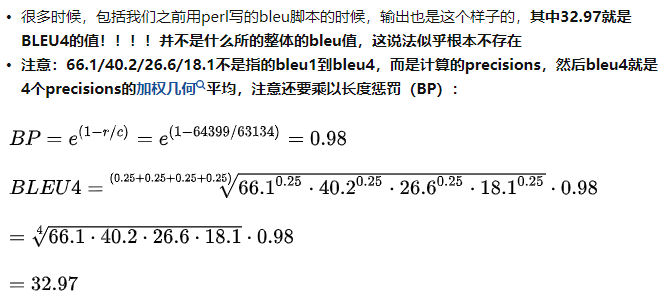 • 很多时候，包括我们之前用perl写的bleu脚本的时候，输出也是这个样子的，其中32.97就是
BLEU4的值！！！！并不是什么所的整体的bleu值，这说法似乎根本不存在
• 注意：66.1/40.2/26.6/18.1不是指的bleu1到bleu4，而是计算的precisions，然后bleu4就是
4个precisions的加权几何平均，注意还要乘以长度惩罚（BP）：
BP = e^(1−r/c) = e^(1−64399/63134) = 0.98
BLEU4 = ^(0.25+0.25+0.25+0.25)√(66.1^0.25 · 40.2^0.25 · 26.6^0.25 · 18.1^0.25) · 0.98
= ⁴√(66.1 · 40.2 · 26.6 · 18.1) · 0.98
= 32.97